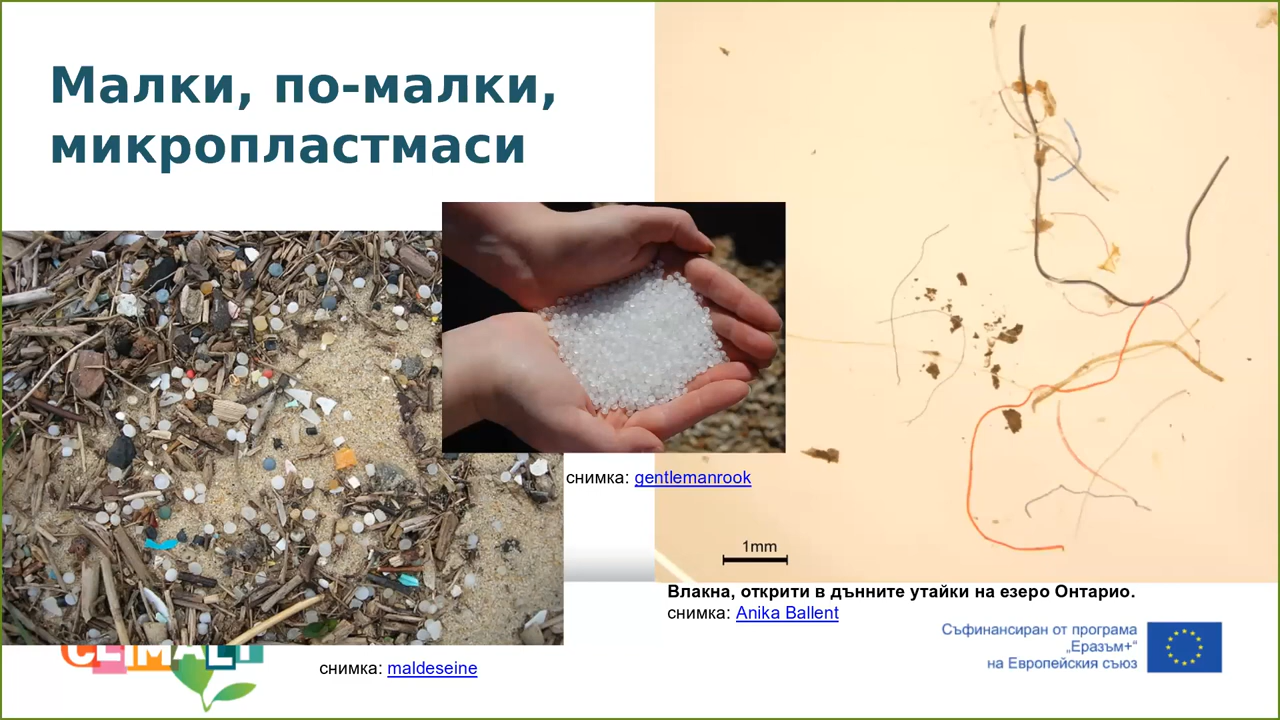 Малки, по-малки,
микропластмаси
снимка: gentlemanrook
1mm
Влакна, открити в дънните утайки на езеро Онтарио.
снимка: Anika Ballent
снимка: maldeseine
Съфинансиран от програма
„Еразъм+“
на Европейския съюз